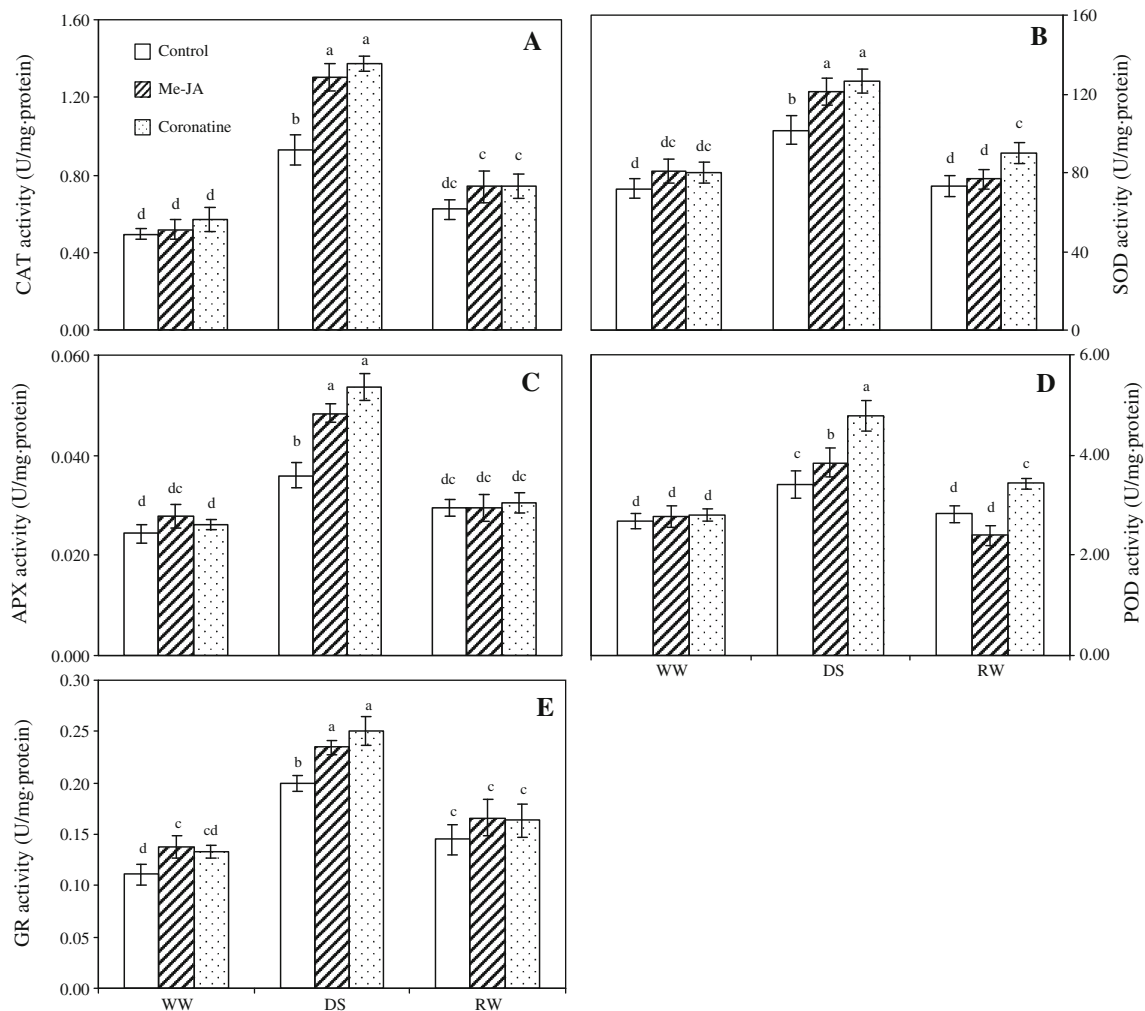 A
CAT activity (U/mg·protein)
1.60
1.20
0.80
0.40
0.00
Control
Me-JA
Coronatine
d d d b a a dc c c
B
SOD activity (U/mg·protein)
160
120
80
40
0
d dc dc b a a d d c
C
APX activity (U/mg·protein)
0.060
0.040
0.020
0.000
d dc d b a a dc dc dc
D
POD activity (U/mg·protein)
6.00
4.00
2.00
0.00
d d d c b a d d c
WW DS RW
E
GR activity (U/mg·protein)
0.30
0.25
0.20
0.15
0.10
0.05
0.00
d c cd b a a c c c
WW DS RW